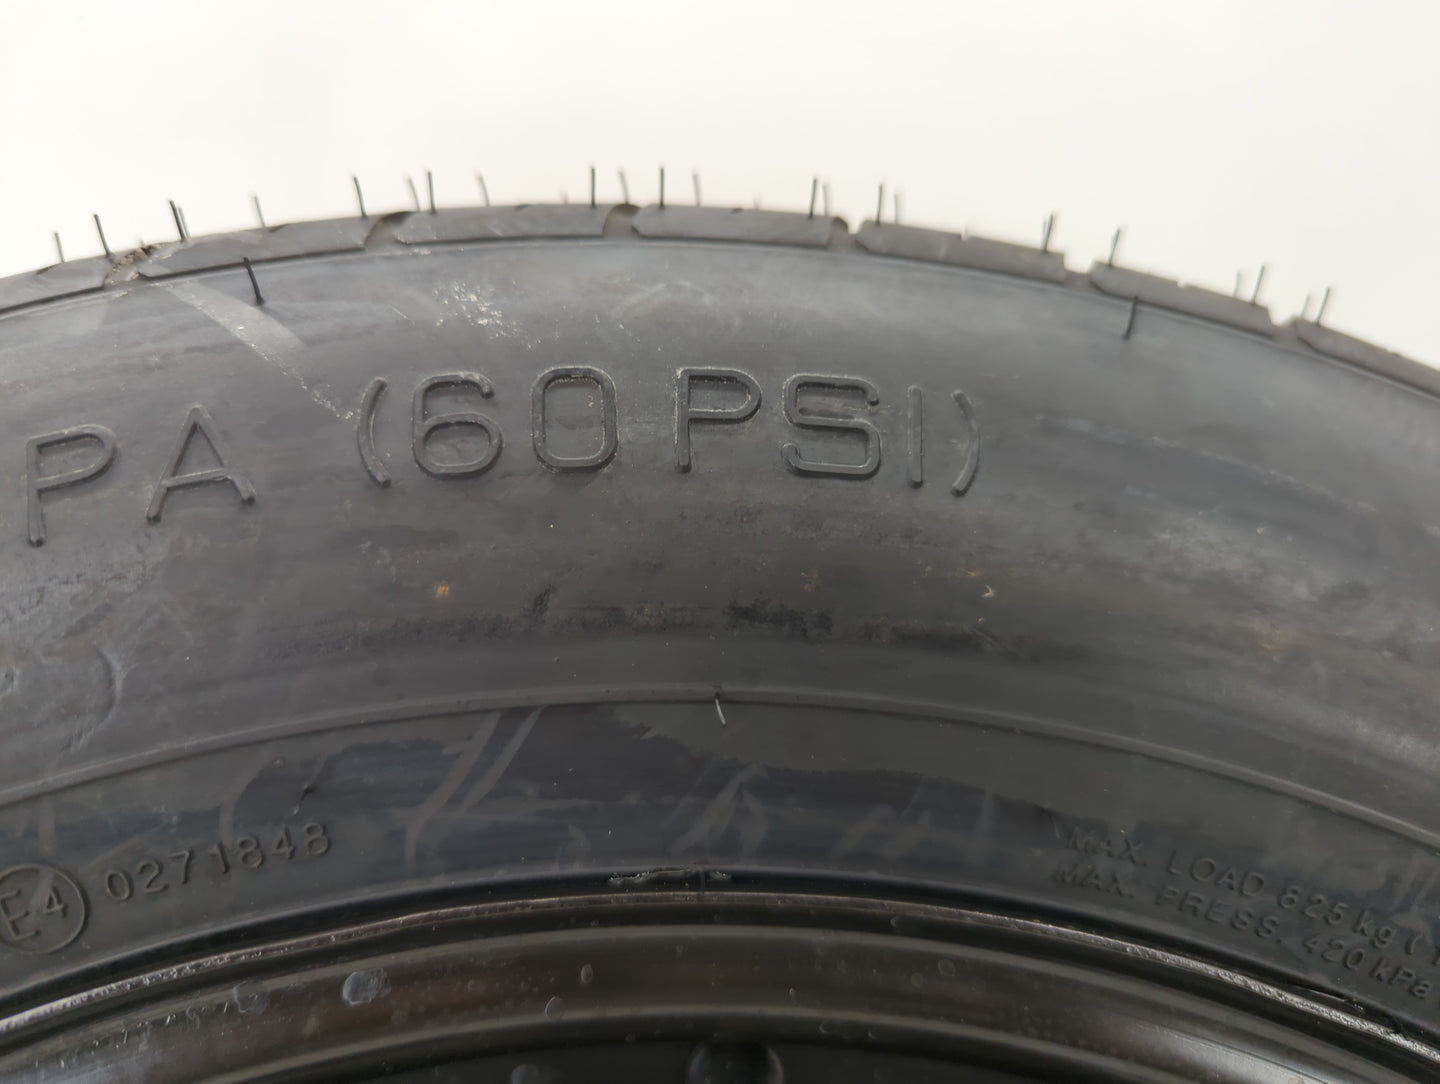 PA (60 PSI)
E4 0271848
MAX. LOAD 825 kg (
MAX. PRESS. 420 kPa